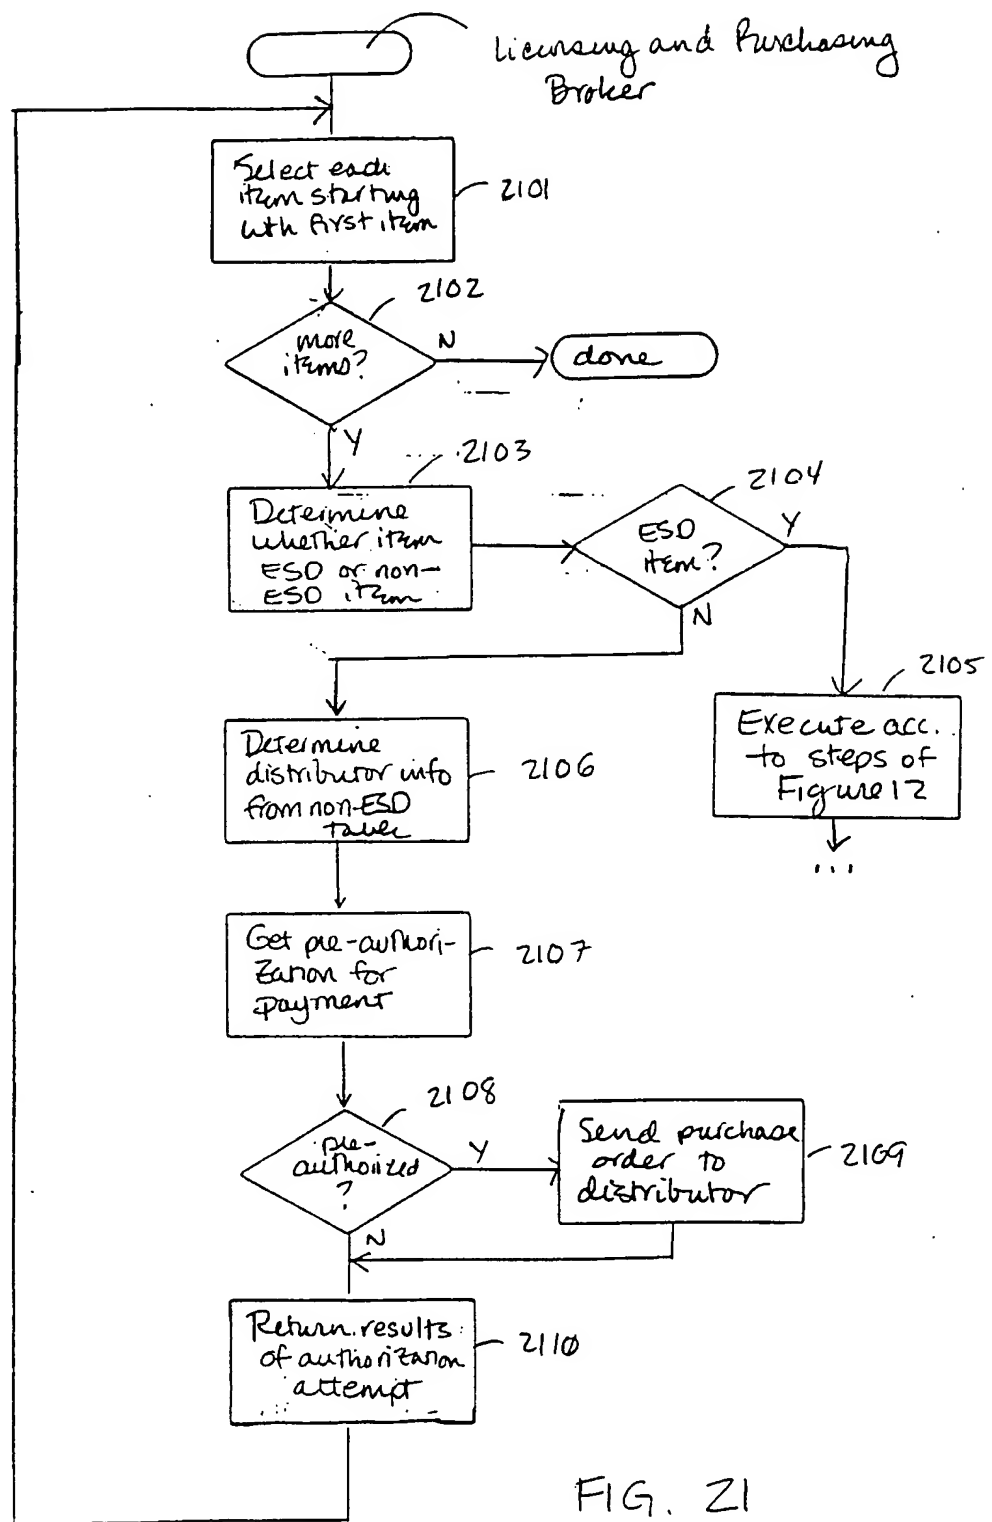 Licensing and Purchasing
Broker
Select each
item starting
with first item
2101
2102
more
items?
N
done
Y
2103
Determine
whether item
ESD or non-
ESD item
2104
ESD
item?
Y
N
2105
Execute acc.
to steps of
Figure 12
...
Determine
distributor info
from non-ESD
table
2106
Get pre-authori-
zation for
payment
2107
2108
pre-
authorized
?
Y
N
Send purchase
order to
distributor
2109
Return results
of authorization
attempt
2110
FIG. 21